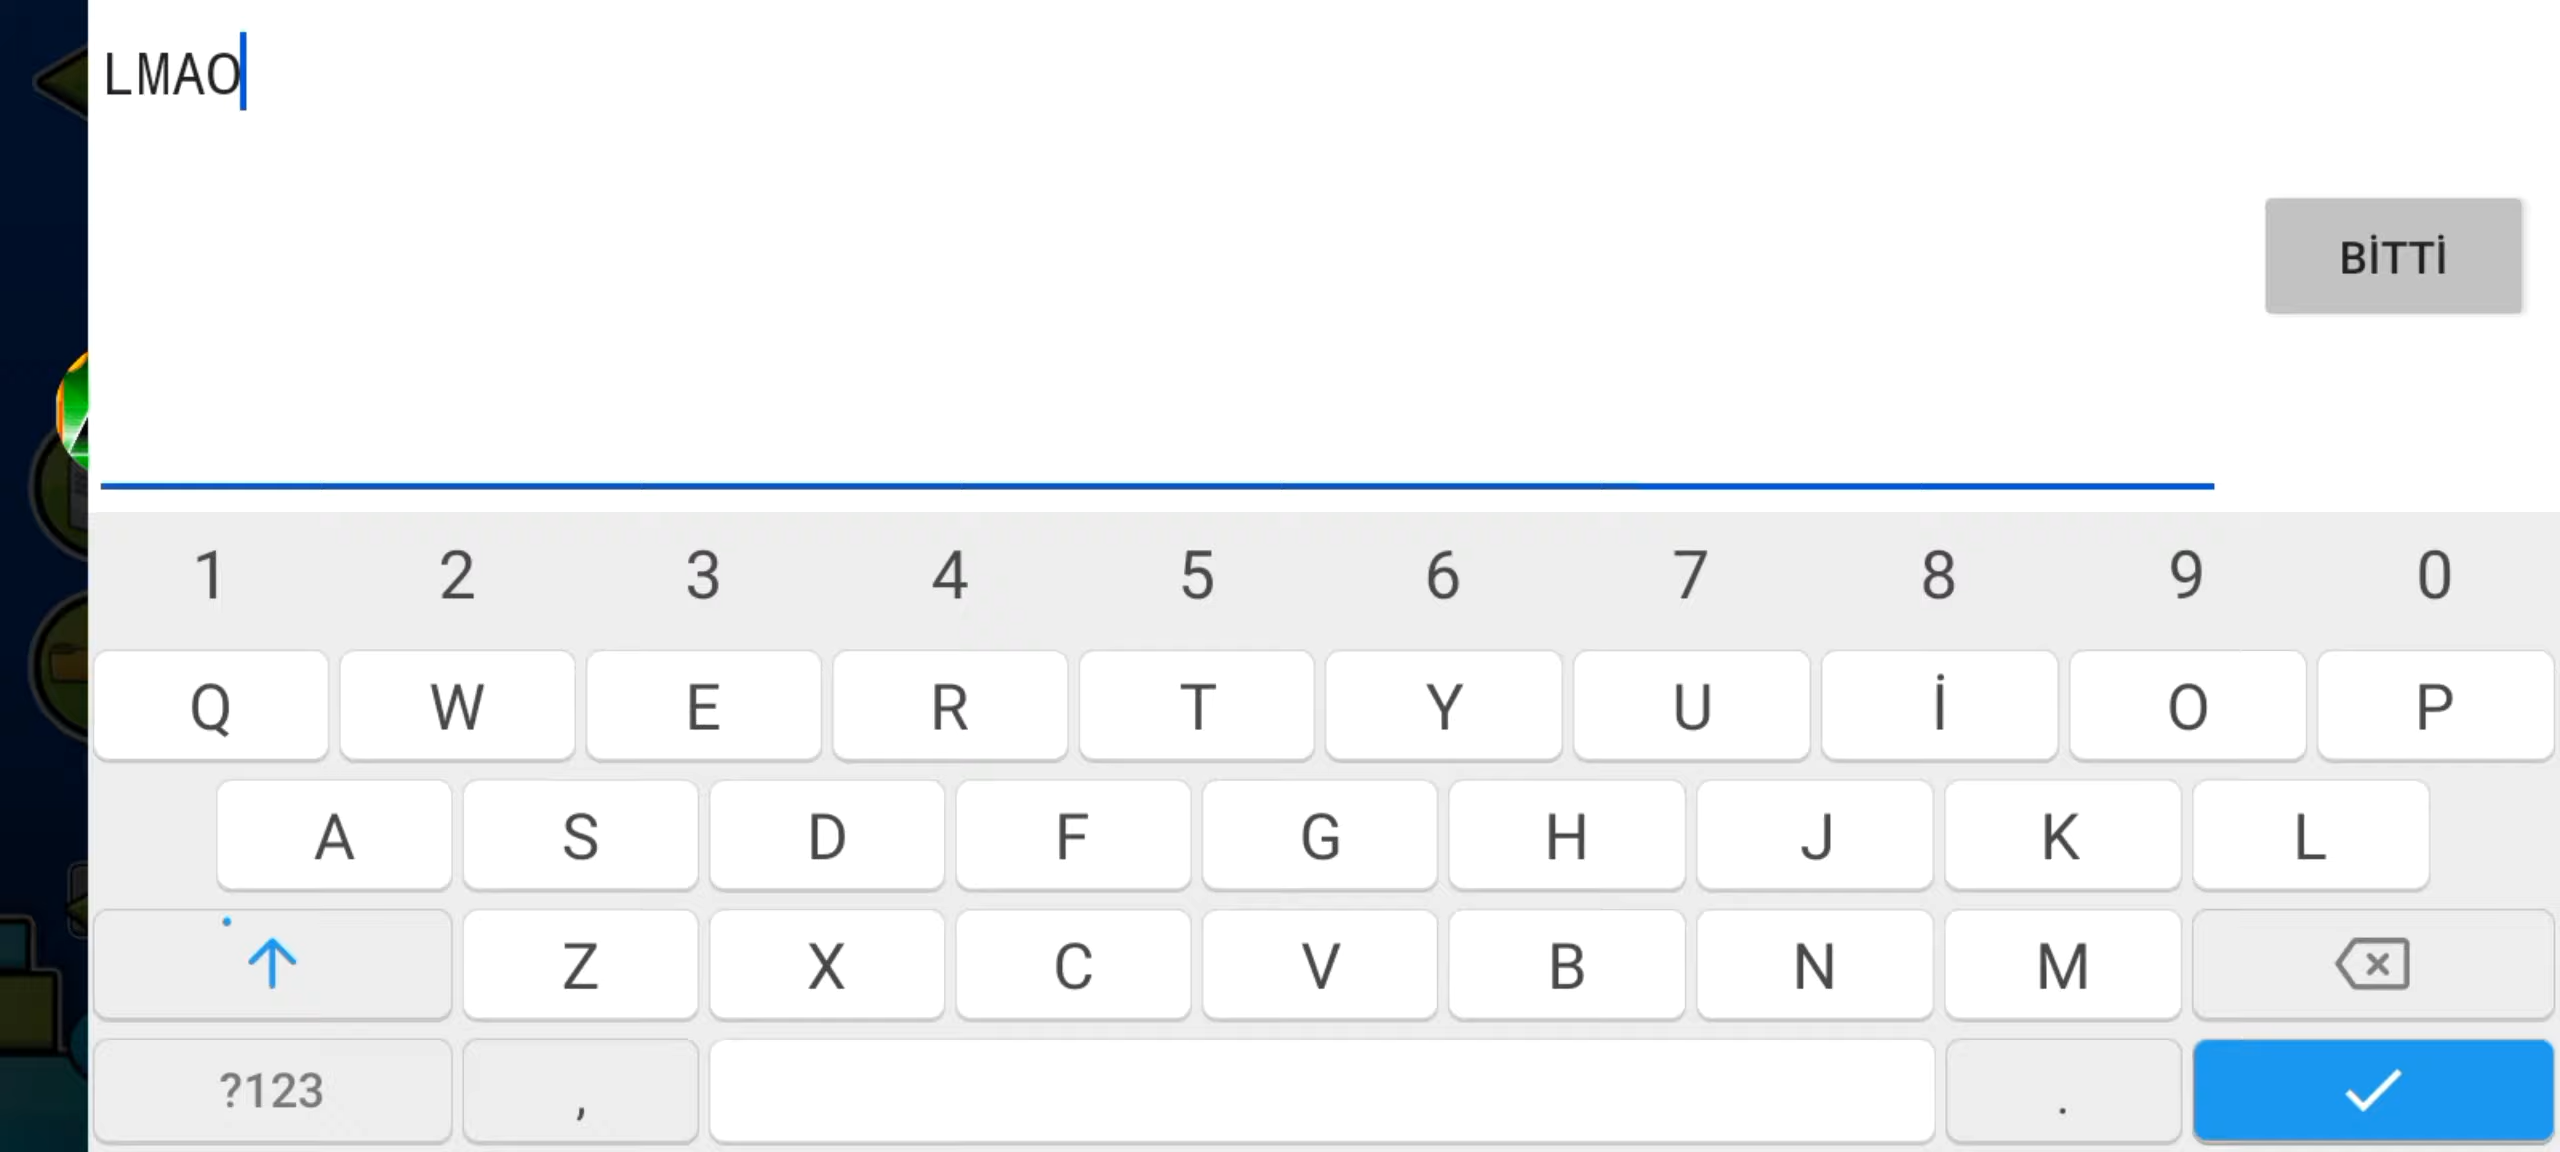 LMAO
BİTTİ
1 2 3 4 5 6 7 8 9 0
Q W E R T Y U İ O P
A S D F G H J K L
Z X C V B N M
?123 , .